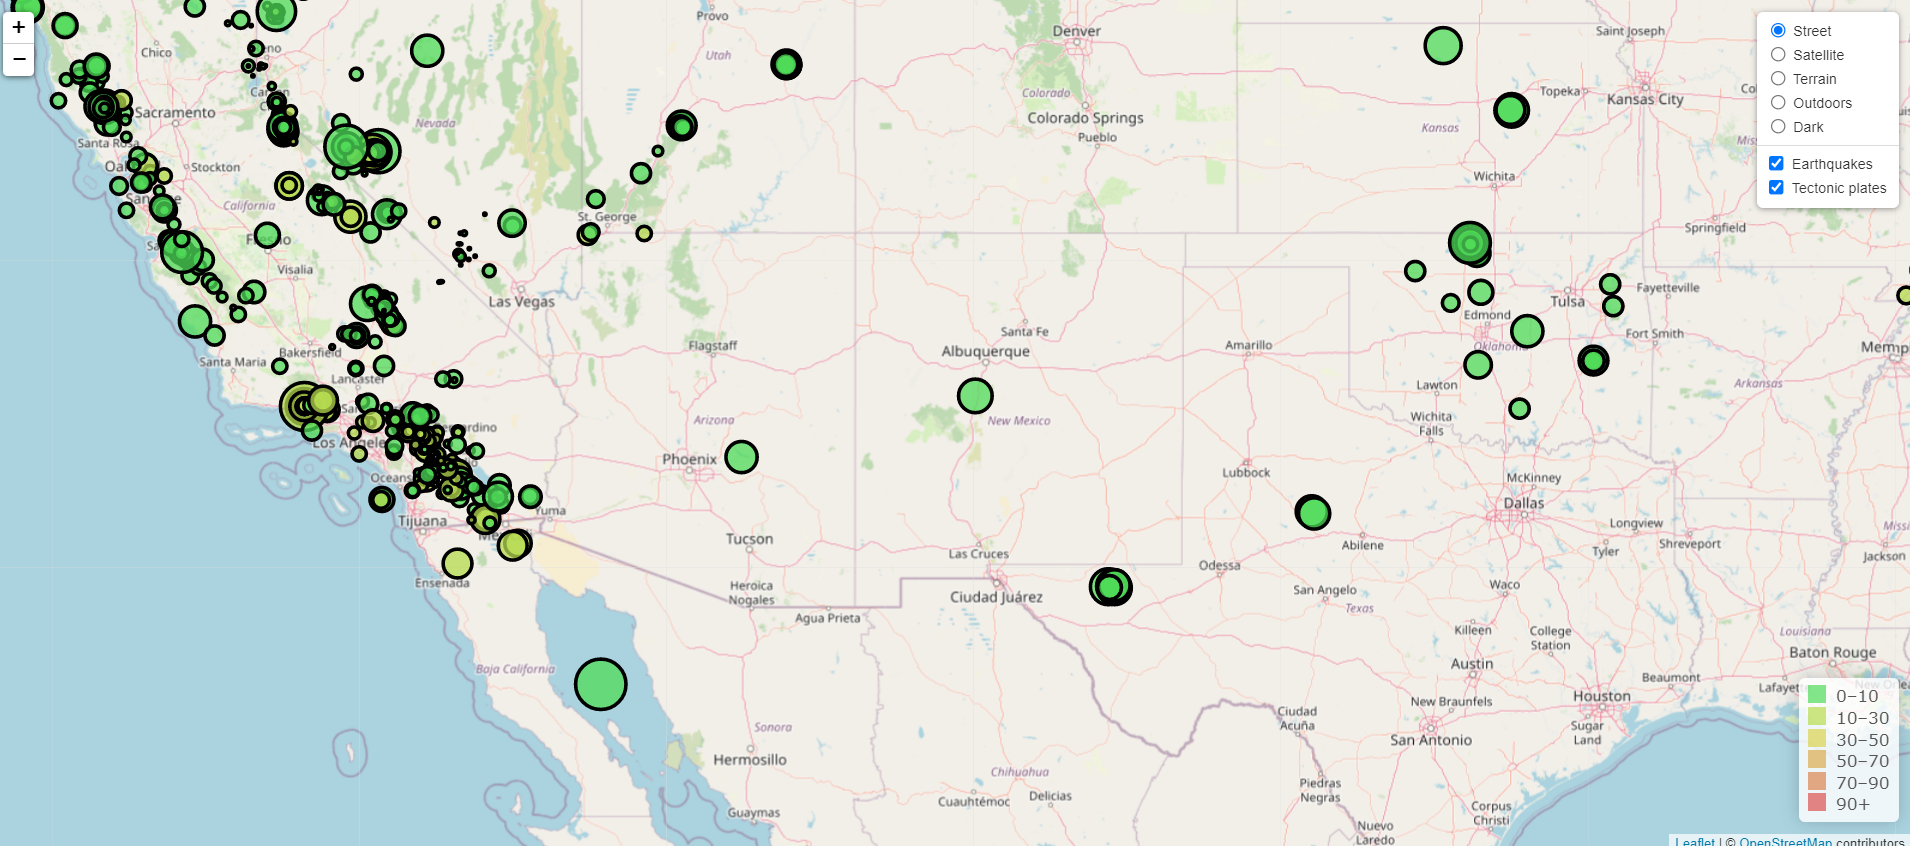 +
−
Provo
Denver
Saint Joseph
Chico
Utah
Topeka
Kansas City
Colorado
Colorado Springs
Sacramento
Nevada
Kansas
Pueblo
Santa Rosa
Stockton
Wichita
California
St. George
Springfield
Visalia
Las Vegas
Tulsa
Fayetteville
Edmond
Santa Fe
Fort Smith
Bakersfield
Flagstaff
Albuquerque
Amarillo
Oklahoma
Santa Maria
Lancaster
Lawton
Arkansas
Arizona
New Mexico
Wichita
Falls
Los Angeles
Phoenix
Lubbock
McKinney
Dallas
Tijuana
Yuma
Longview
Tucson
Las Cruces
Abilene
Tyler
Shreveport
Jackson
Ensenada
Odessa
Heroica
Nogales
Ciudad Juárez
San Angelo
Waco
Texas
Agua Prieta
Killeen
College
Station
Louisiana
Baton Rouge
Baja California
Austin
Beaumont
New Braunfels
Houston
Ciudad
Acuña
Sonora
Sugar
Land
San Antonio
Hermosillo
Chihuahua
Piedras
Negras
Cuauhtémoc
Delicias
Guaymas
Corpus
Christi
Nuevo
Laredo
Street
Satellite
Terrain
Outdoors
Dark
Earthquakes
Tectonic plates
0–10
10–30
30–50
50–70
70–90
90+
Leaflet | © OpenStreetMap contributors